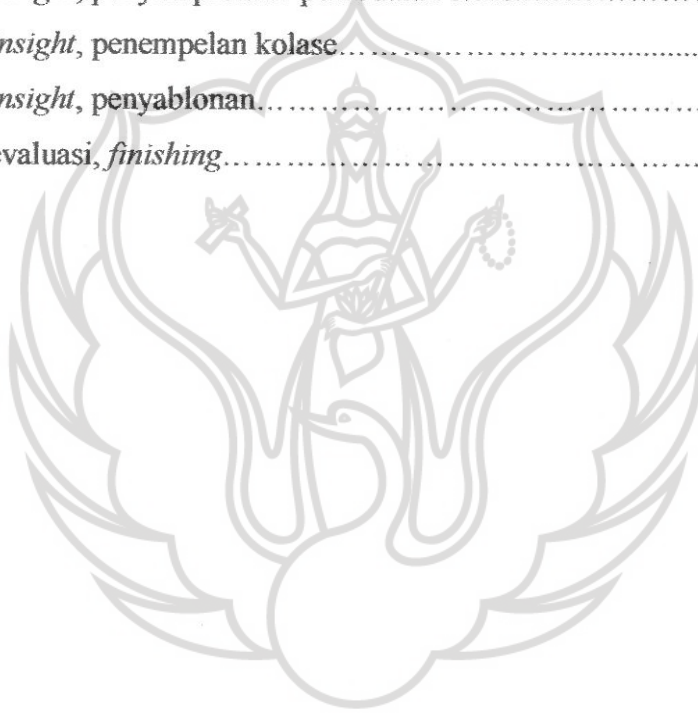 nsight, penempelan kolase……………………...................
nsight, penyablonan……………………………………
evaluasi, finishing………………………………………